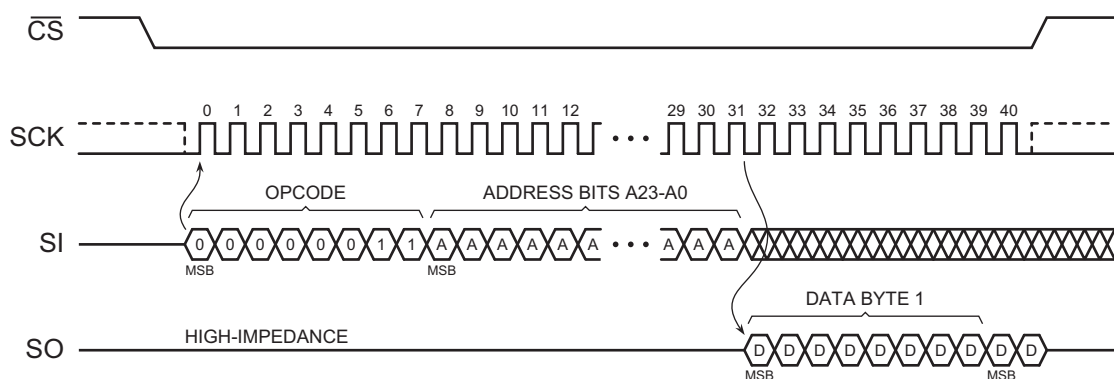 CS
0 1 2 3 4 5 6 7 8 9 10 11 12 29 30 31 32 33 34 35 36 37 38 39 40
SCK
OPCODE ADDRESS BITS A23-A0
SI 0 0 0 0 0 0 1 1 A A A A A A A A A
MSB MSB
DATA BYTE 1
HIGH-IMPEDANCE
SO D D D D D D D D D D
MSB MSB